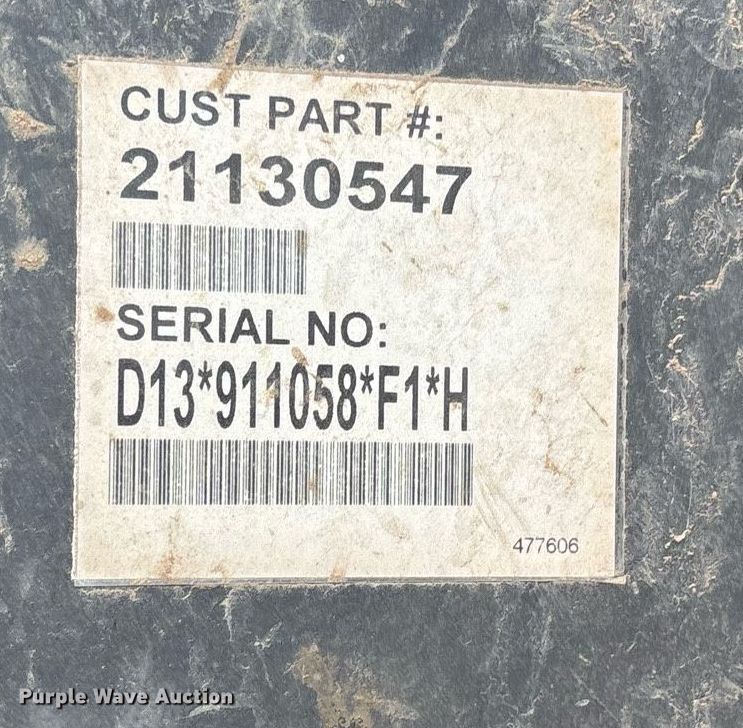 CUST PART #:
21130547
SERIAL NO:
D13*911058*F1*H
477606
Purple Wave Auction